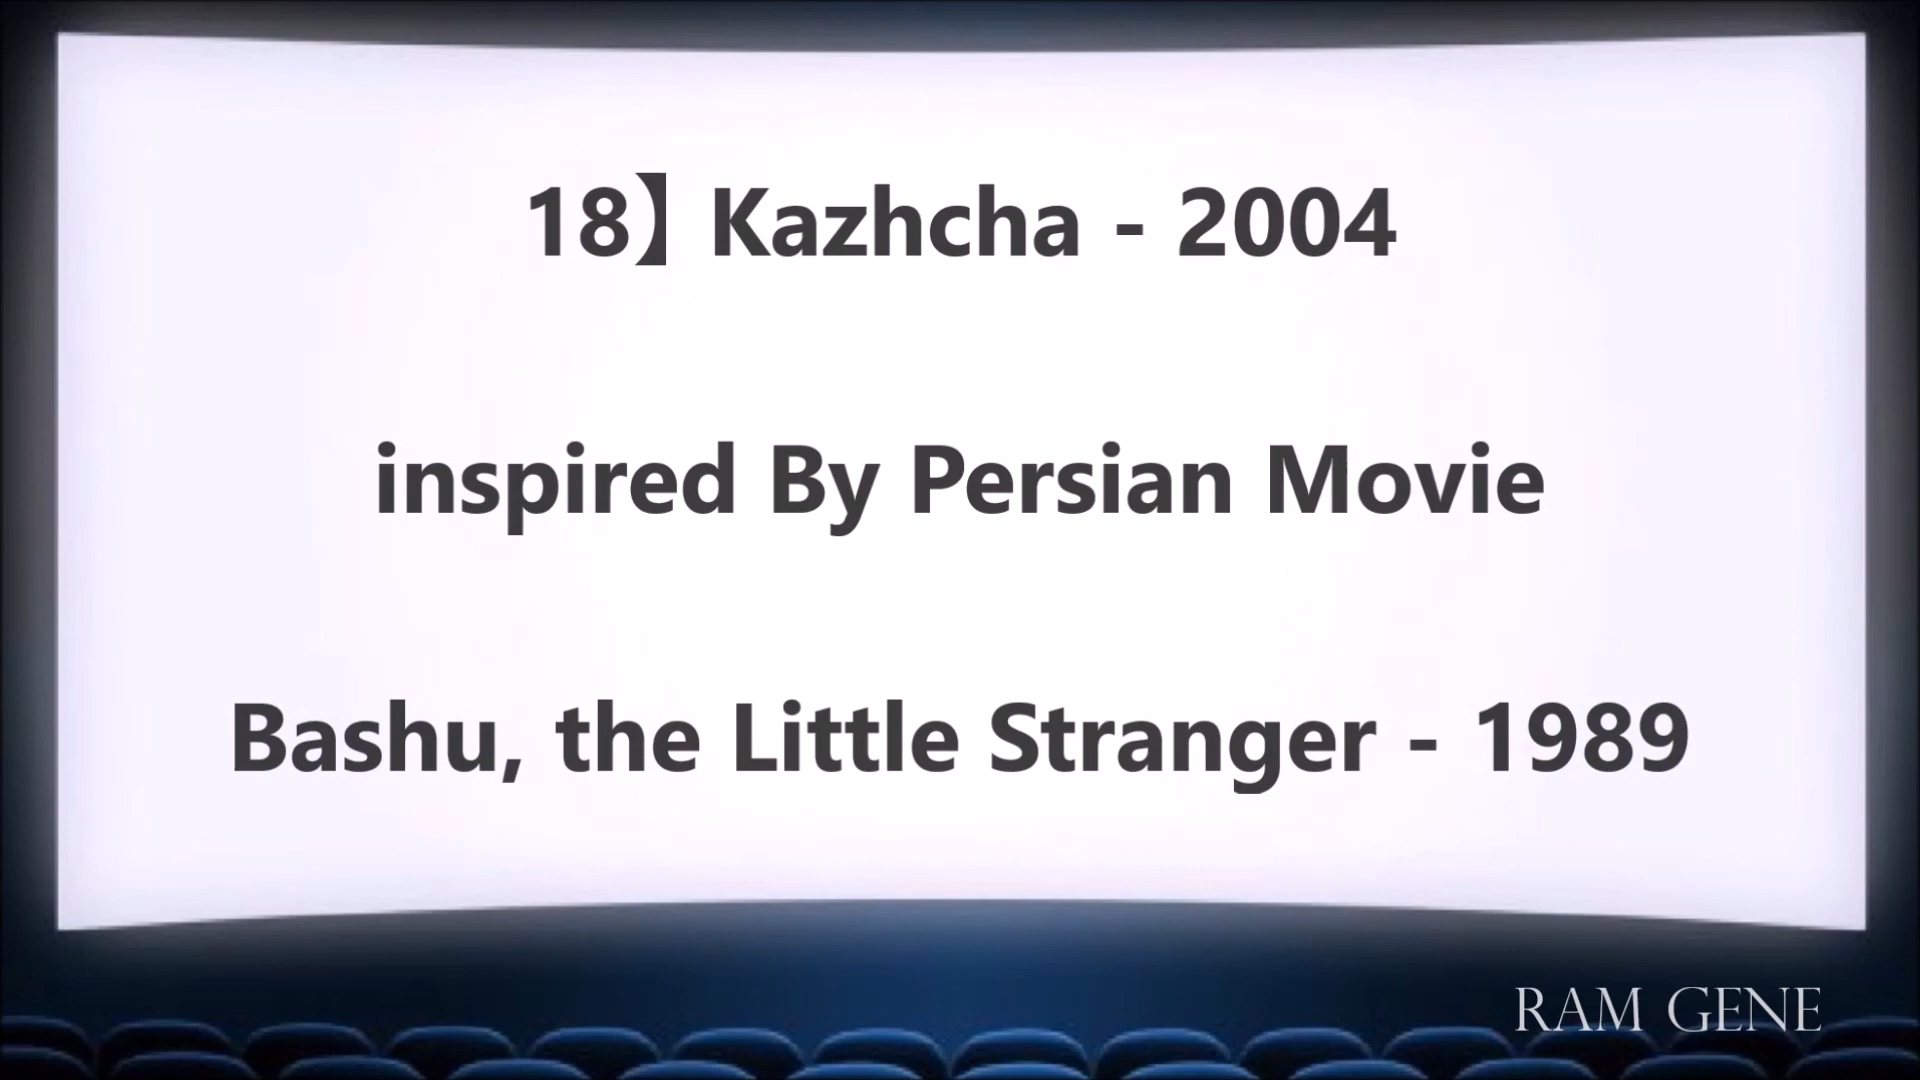 18】Kazhcha - 2004
inspired By Persian Movie
Bashu, the Little Stranger - 1989
RAM GENE